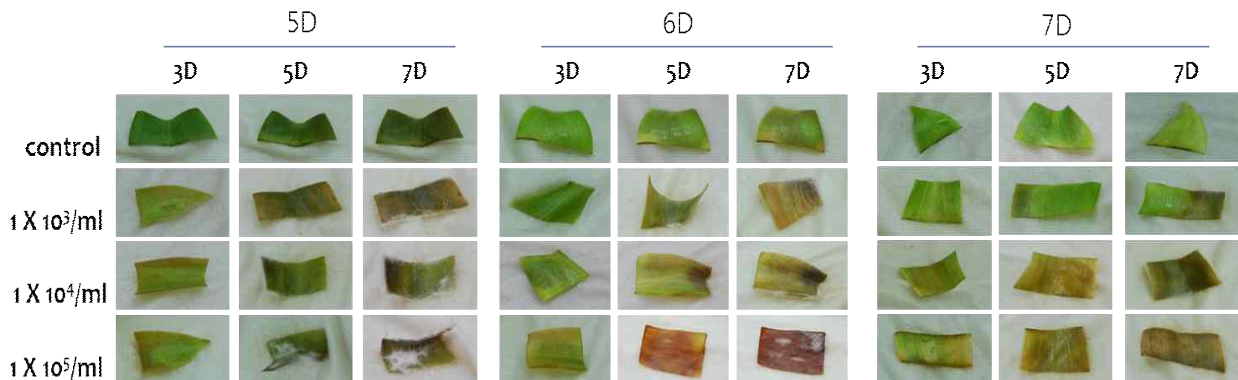 5D 6D 7D
3D 5D 7D 3D 5D 7D 3D 5D 7D
control
1 X 10³/ml
1 X 10⁴/ml
1 X 10⁵/ml